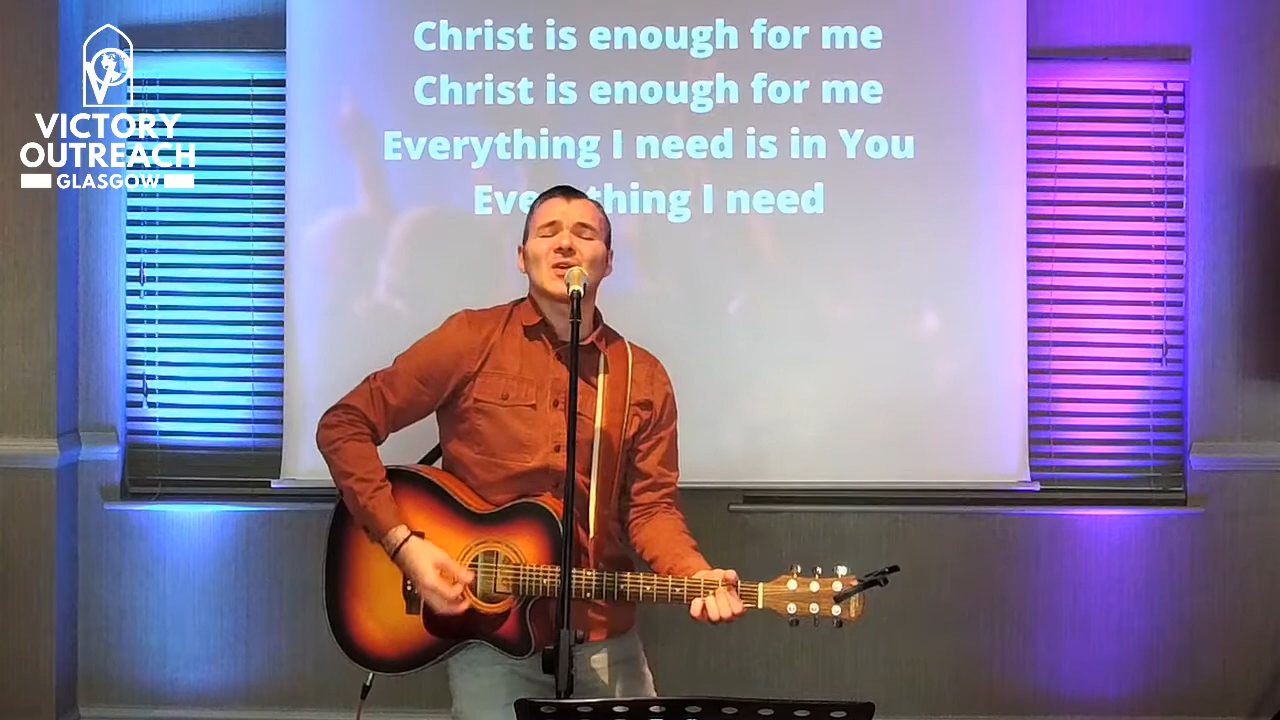 Christ is enough for me
Christ is enough for me
Everything I need is in You
I need
VICTORY
OUTREACH
GLASGOW